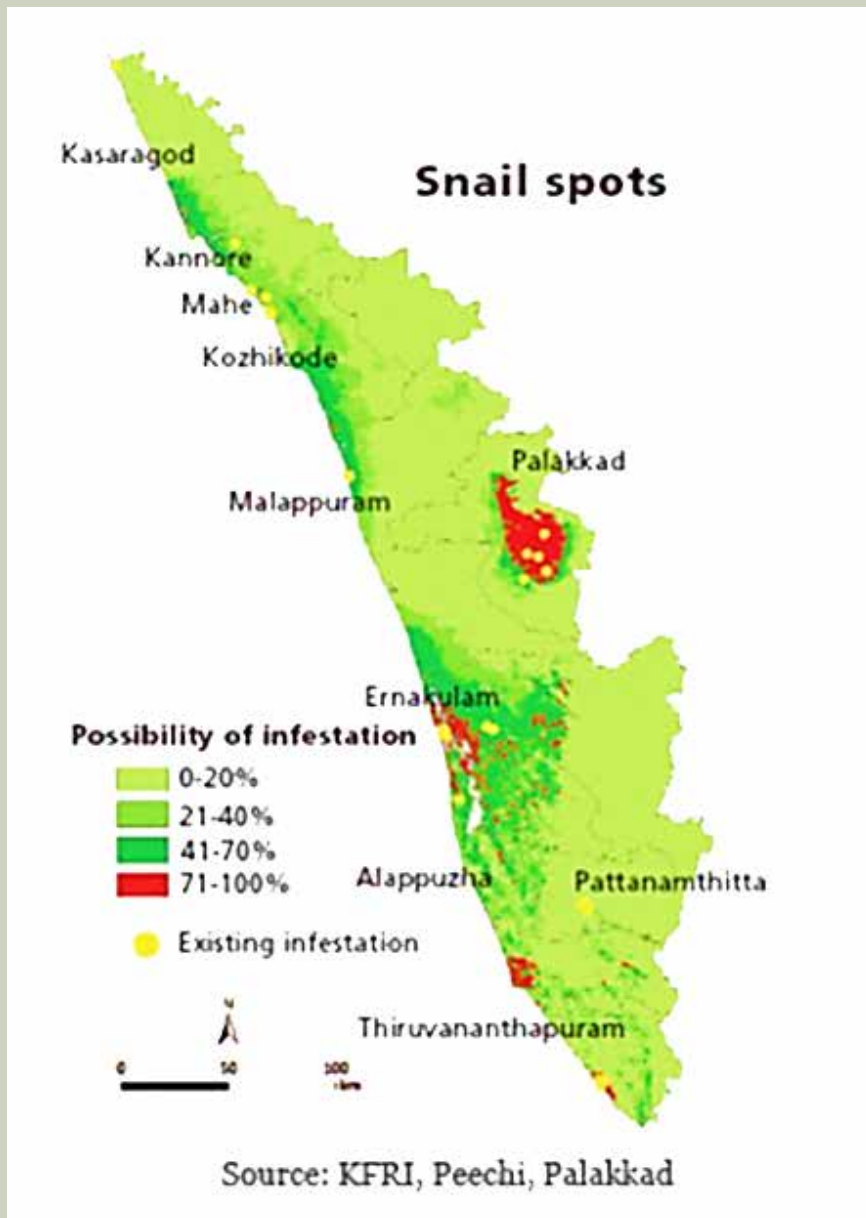 Snail spots
Kasaragod
Kannore
Mahe
Kozhikode
Palakkad
Malappuram
Ernakulam
Possibility of infestation
0-20%
21-40%
41-70%
71-100%
Existing infestation
Alappuzha
Pattanamthitta
Thiruvananthapuram
N
0 50 100
km
Source: KFRI, Peechi, Palakkad